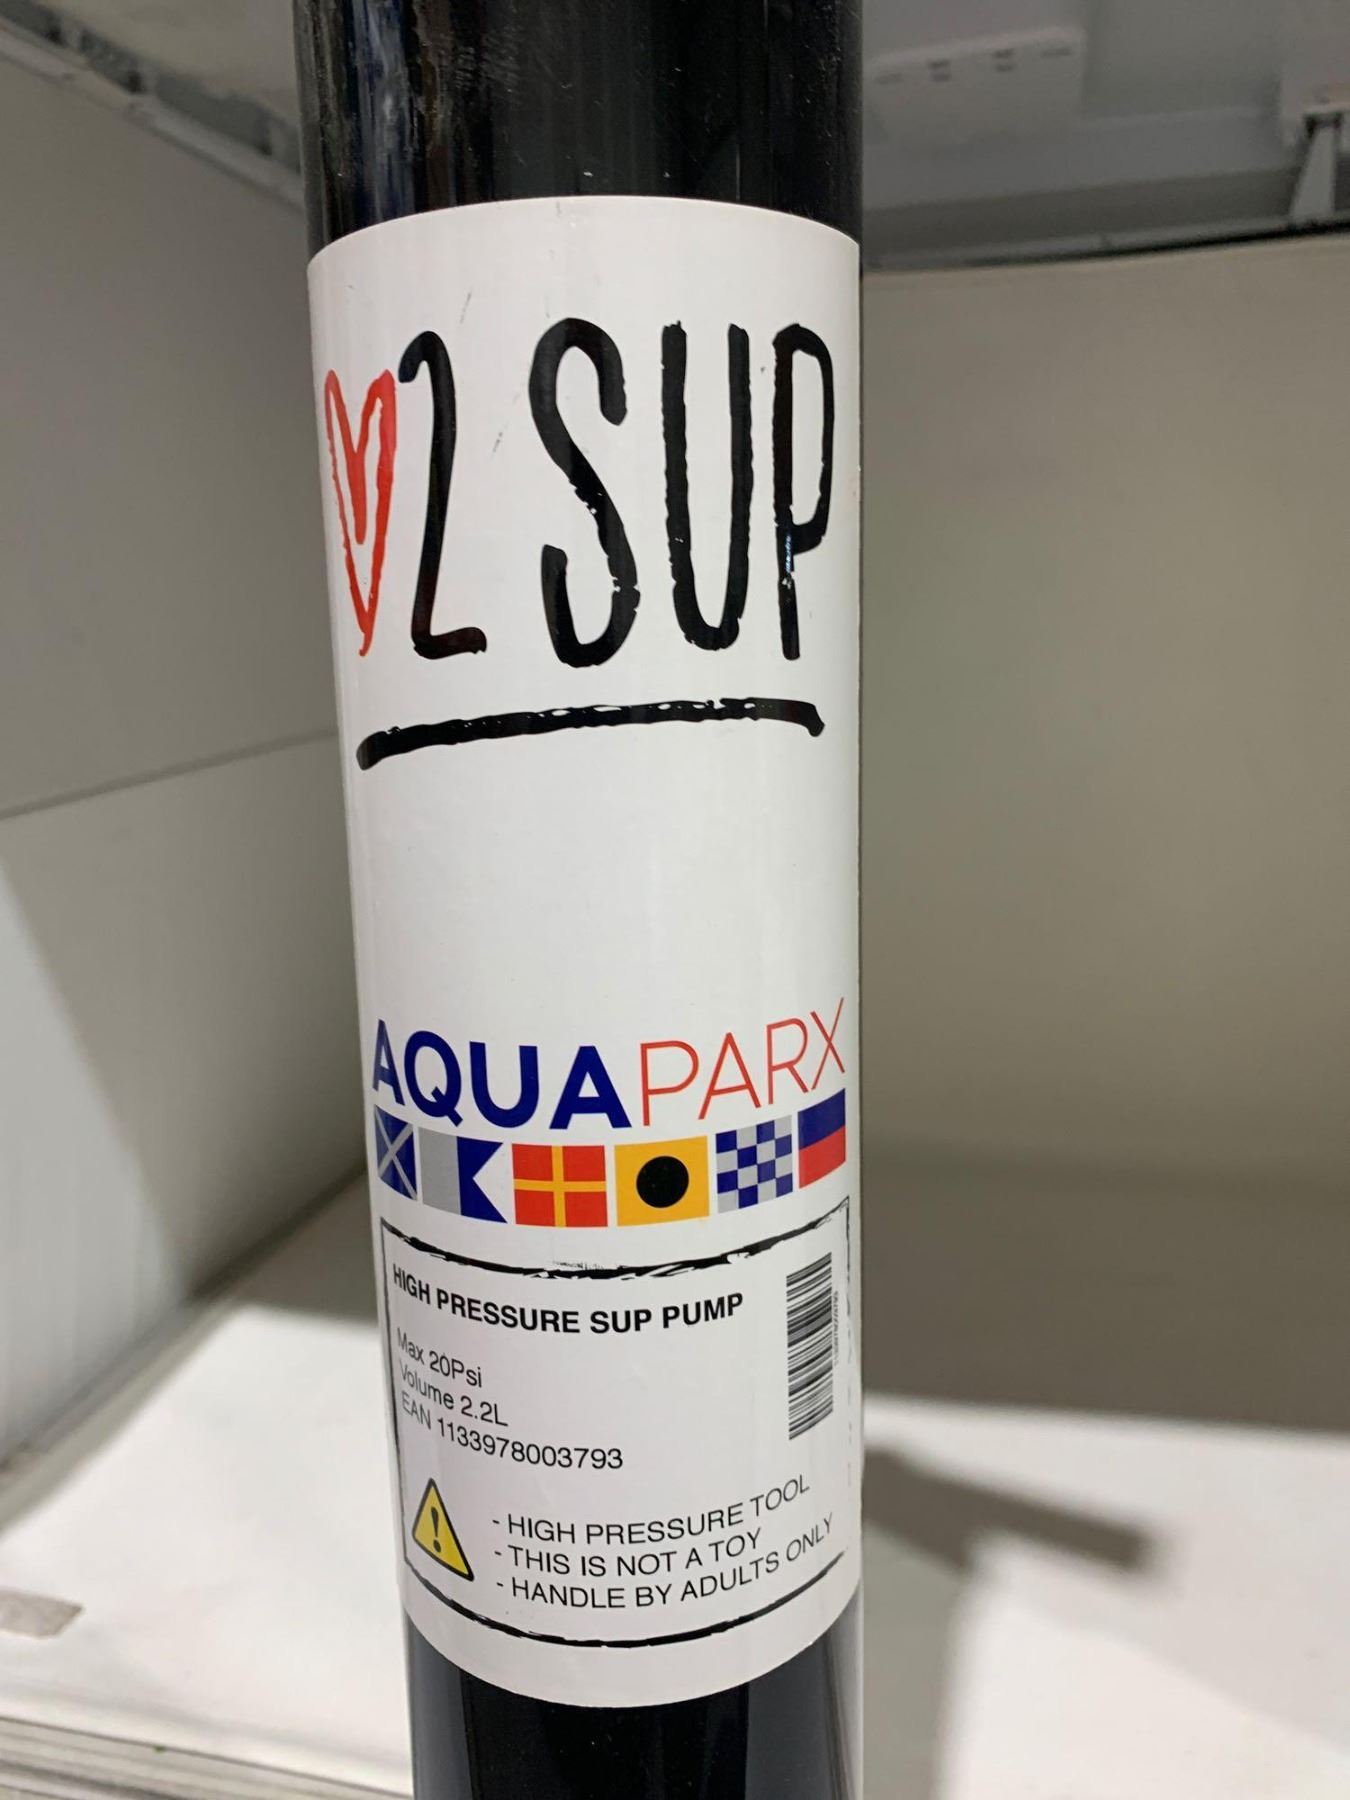 2 SUP
AQUAPARX
HIGH PRESSURE SUP PUMP
Max 20Psi
Volume 2.2L
EAN 1133978003793
- HIGH PRESSURE TOOL
- THIS IS NOT A TOY
- HANDLE BY ADULTS ONLY